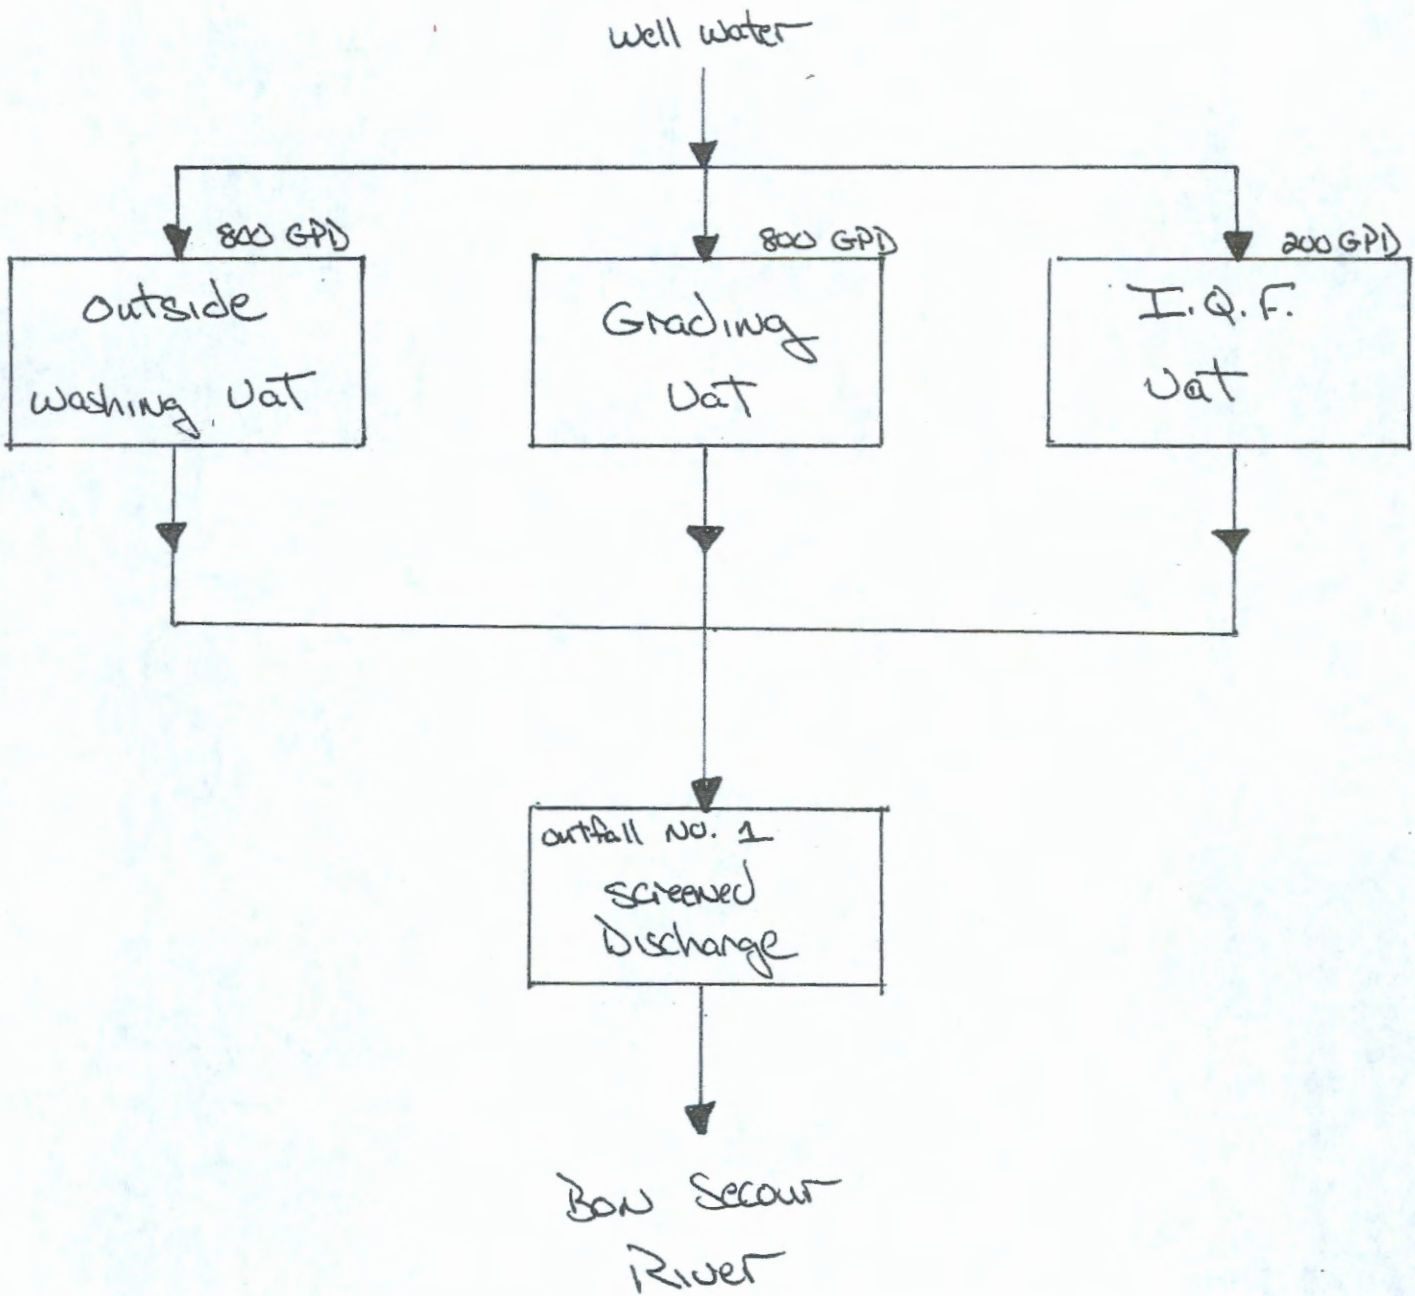 Well Water
800 GPD
Outside
Washing Vat
800 GPD
Grading
Vat
200 GPD
I.Q.F.
Vat
Outfall No. 1
Screened
Discharge
Bon Secour
River